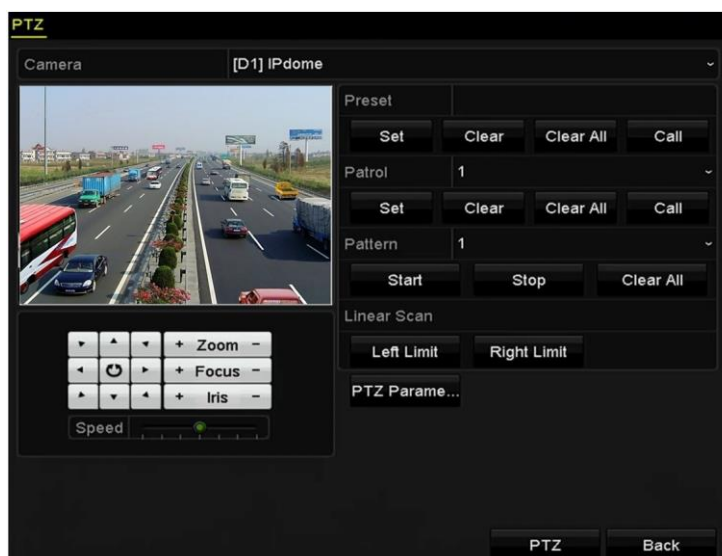 PTZ
Camera [D1] IPdome
Preset
Set Clear Clear All Call
Patrol 1
Set Clear Clear All Call
Pattern 1
Start Stop Clear All
Linear Scan
Left Limit Right Limit
PTZ Parame...
+ Zoom -
+ Focus -
+ Iris -
Speed
PTZ Back